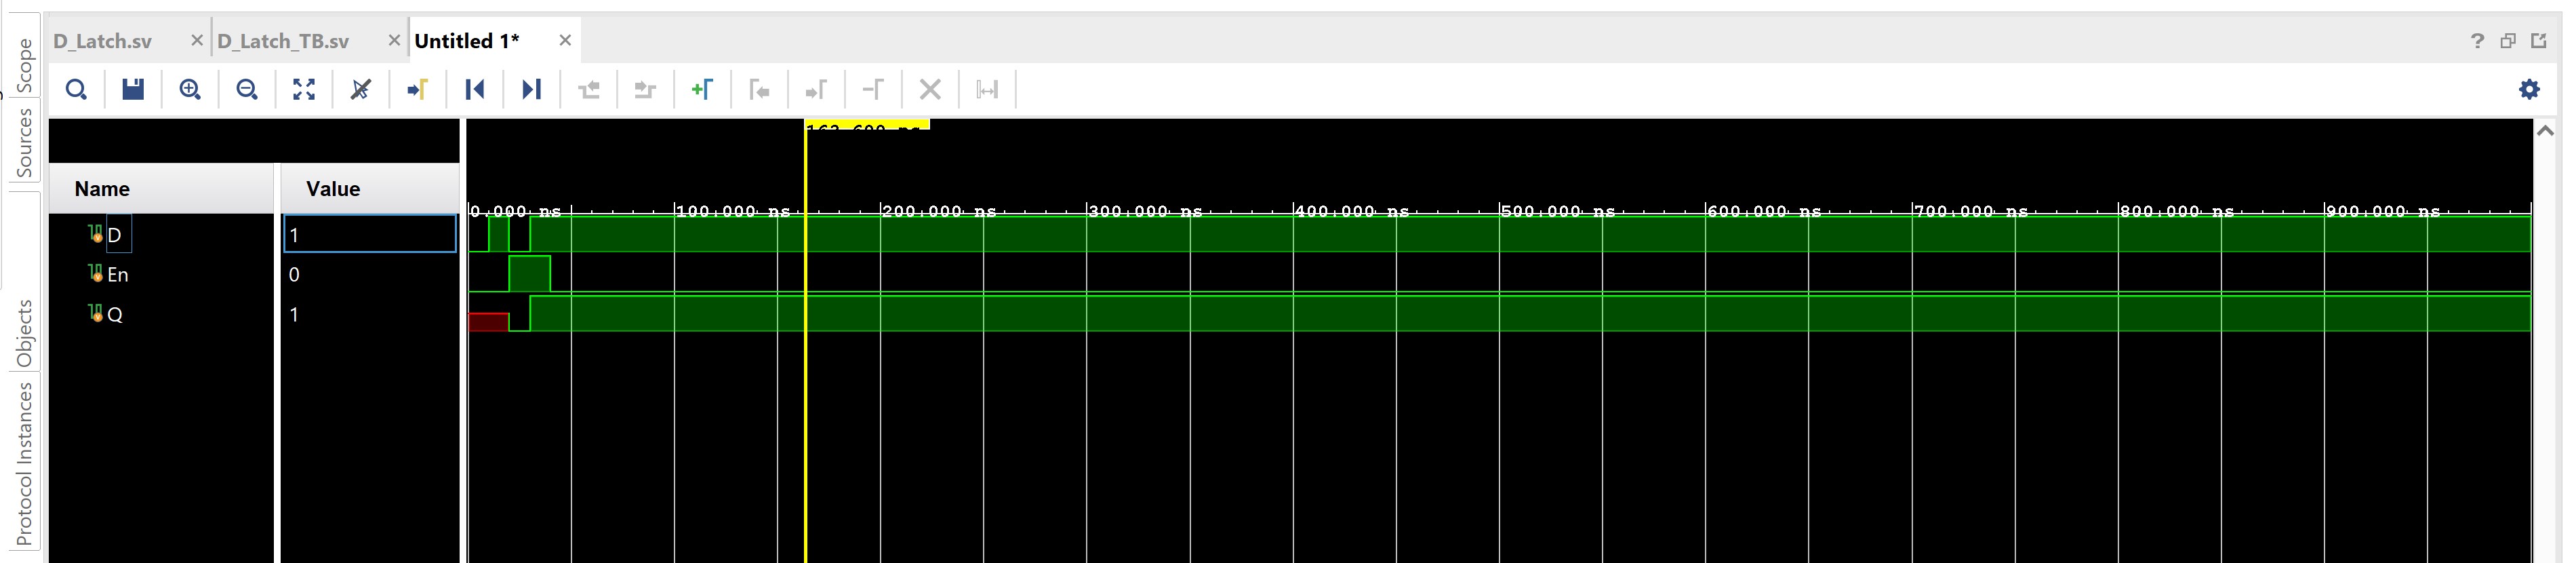 D_Latch.sv × D_Latch_TB.sv × Untitled 1* ×
?
Scope
Sources
Objects
Protocol Instances
Name Value
0.000 ns 100.000 ns 200.000 ns 300.000 ns 400.000 ns 500.000 ns 600.000 ns 700.000 ns 800.000 ns 900.000 ns
D 1
En 0
Q 1